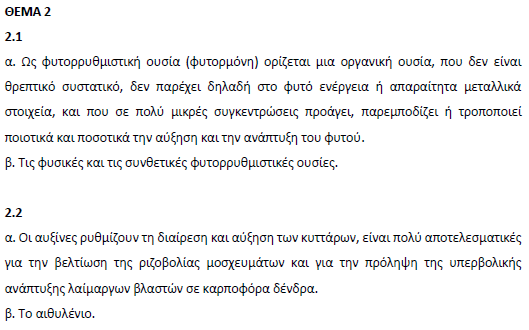 ΘΕΜΑ 2
2.1
α. Ως φυτορρυθμιστική ουσία (φυτορμόνη) ορίζεται μια οργανική ουσία, που δεν είναι
θρεπτικό συστατικό, δεν παρέχει δηλαδή στο φυτό ενέργεια ή απαραίτητα μεταλλικά
στοιχεία, και που σε πολύ μικρές συγκεντρώσεις προάγει, παρεμποδίζει ή τροποποιεί
ποιοτικά και ποσοτικά την αύξηση και την ανάπτυξη του φυτού.
β. Τις φυσικές και τις συνθετικές φυτορρυθμιστικές ουσίες.
2.2
α. Οι αυξίνες ρυθμίζουν τη διαίρεση και αύξηση των κυττάρων, είναι πολύ αποτελεσματικές
για την βελτίωση της ριζοβολίας μοσχευμάτων και για την πρόληψη της υπερβολικής
ανάπτυξης λαίμαργων βλαστών σε καρποφόρα δένδρα.
β. Το αιθυλένιο.